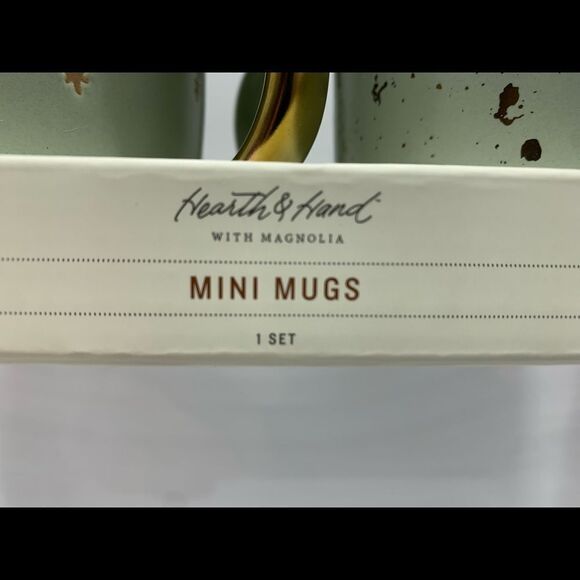 Hearth & Hand
WITH MAGNOLIA
MINI MUGS
1 SET